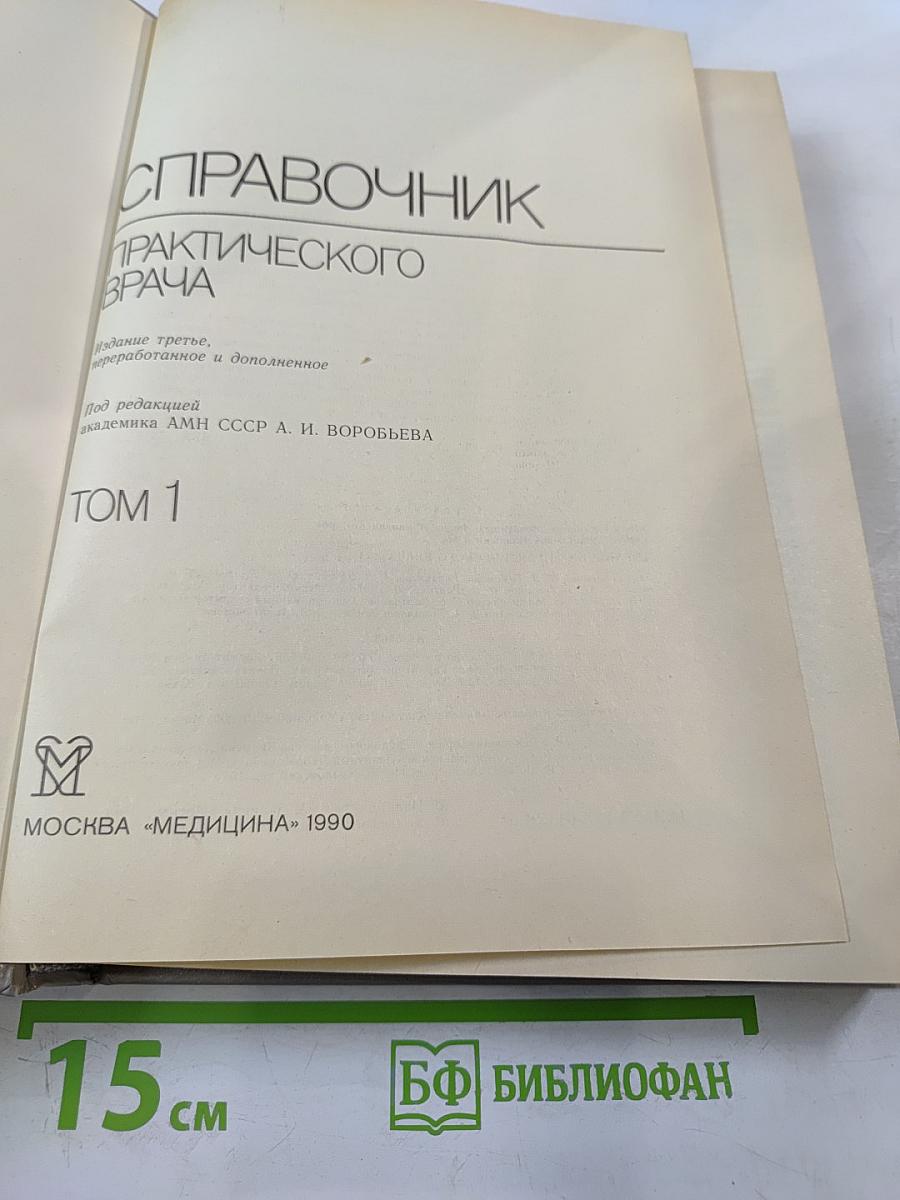 СПРАВОЧНИК
ПРАКТИЧЕСКОГО
ВРАЧА
Издание третье,
переработанное и дополненное
Под редакцией
академика АМН СССР А. И. ВОРОБЬЕВА
ТОМ 1
М
МОСКВА «МЕДИЦИНА» 1990
15 см
БФ БИБЛИОФАН